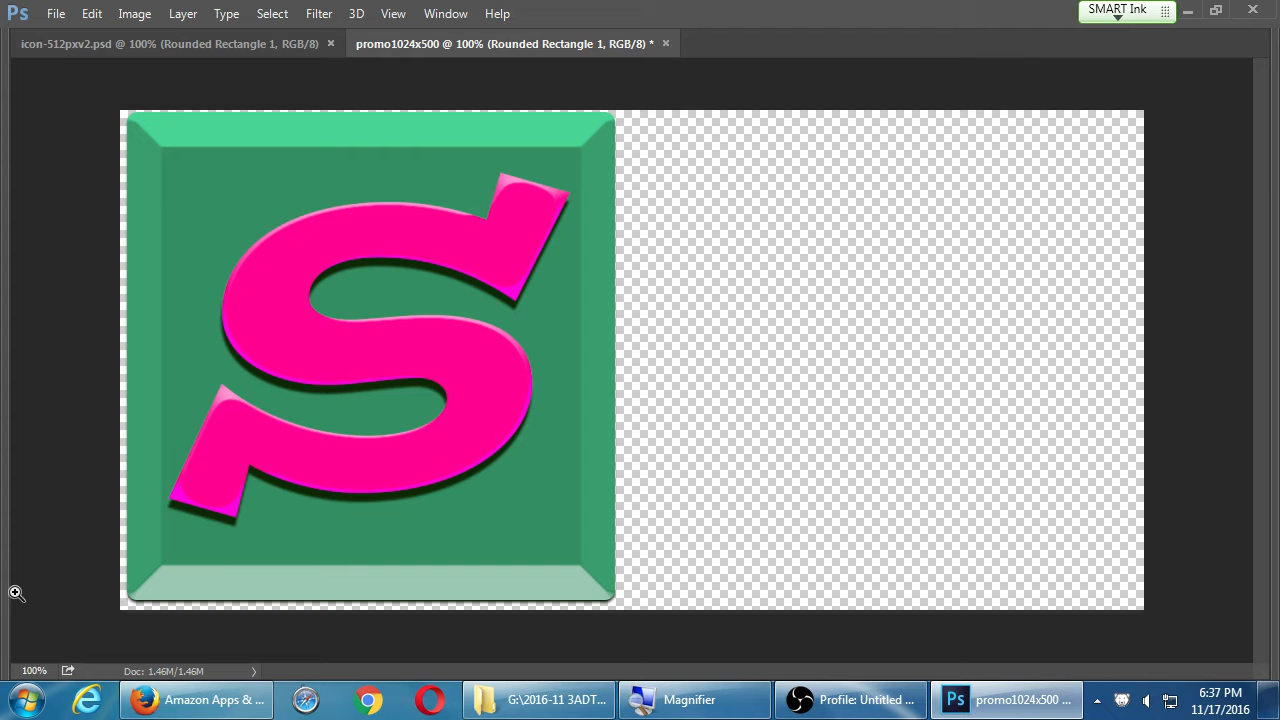 Ps File Edit Image Layer Type Select Filter 3D View Window Help SMART Ink
icon-512pxv2.psd @ 100% (Rounded Rectangle 1, RGB/8) × promo1024x500 @ 100% (Rounded Rectangle 1, RGB/8) * ×
S
100% Doc: 1.46M/1.46M
Amazon Apps & ... G:\2016-11 3ADT... Magnifier Profile: Untitled ... Ps promo1024x500 ... 6:37 PM
11/17/2016